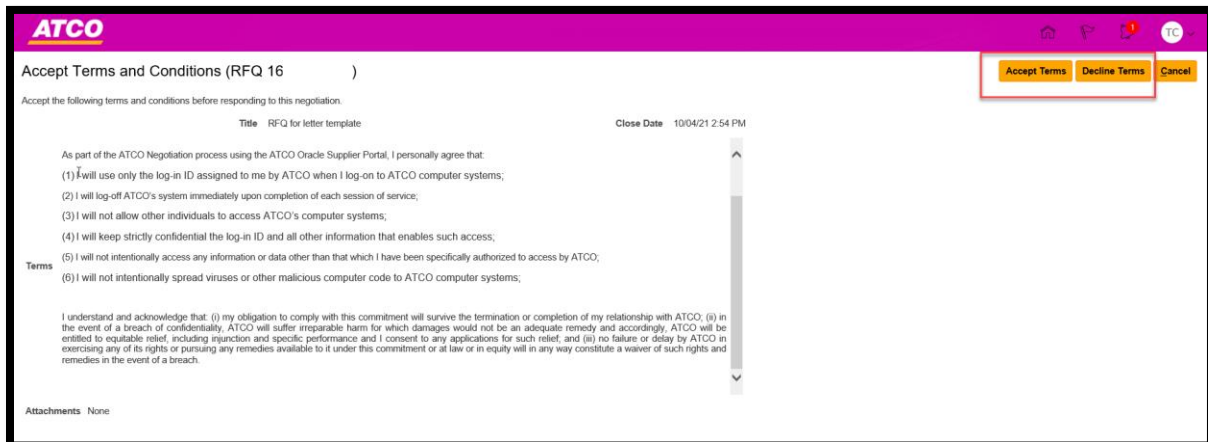 ATCO
1
TC
Accept Terms and Conditions (RFQ 16 )
Accept Terms Decline Terms Cancel
Accept the following terms and conditions before responding to this negotiation.
Title RFQ for letter template Close Date 10/04/21 2:54 PM
As part of the ATCO Negotiation process using the ATCO Oracle Supplier Portal, I personally agree that:
(1) I will use only the log-in ID assigned to me by ATCO when I log-on to ATCO computer systems;
(2) I will log-off ATCO's system immediately upon completion of each session of service;
(3) I will not allow other individuals to access ATCO's computer systems;
(4) I will keep strictly confidential the log-in ID and all other information that enables such access;
(5) I will not intentionally access any information or data other than that which I have been specifically authorized to access by ATCO;
Terms
(6) I will not intentionally spread viruses or other malicious computer code to ATCO computer systems;
I understand and acknowledge that: (i) my obligation to comply with this commitment will survive the termination or completion of my relationship with ATCO; (ii) in
the event of a breach of confidentiality, ATCO will suffer irreparable harm for which damages would not be an adequate remedy and accordingly, ATCO will be
entitled to equitable relief, including injunction and specific performance and I consent to any applications for such relief; and (iii) no failure or delay by ATCO in
exercising any of its rights or pursuing any remedies available to it under this commitment or at law or in equity will in any way constitute a waiver of such rights and
remedies in the event of a breach.
Attachments None